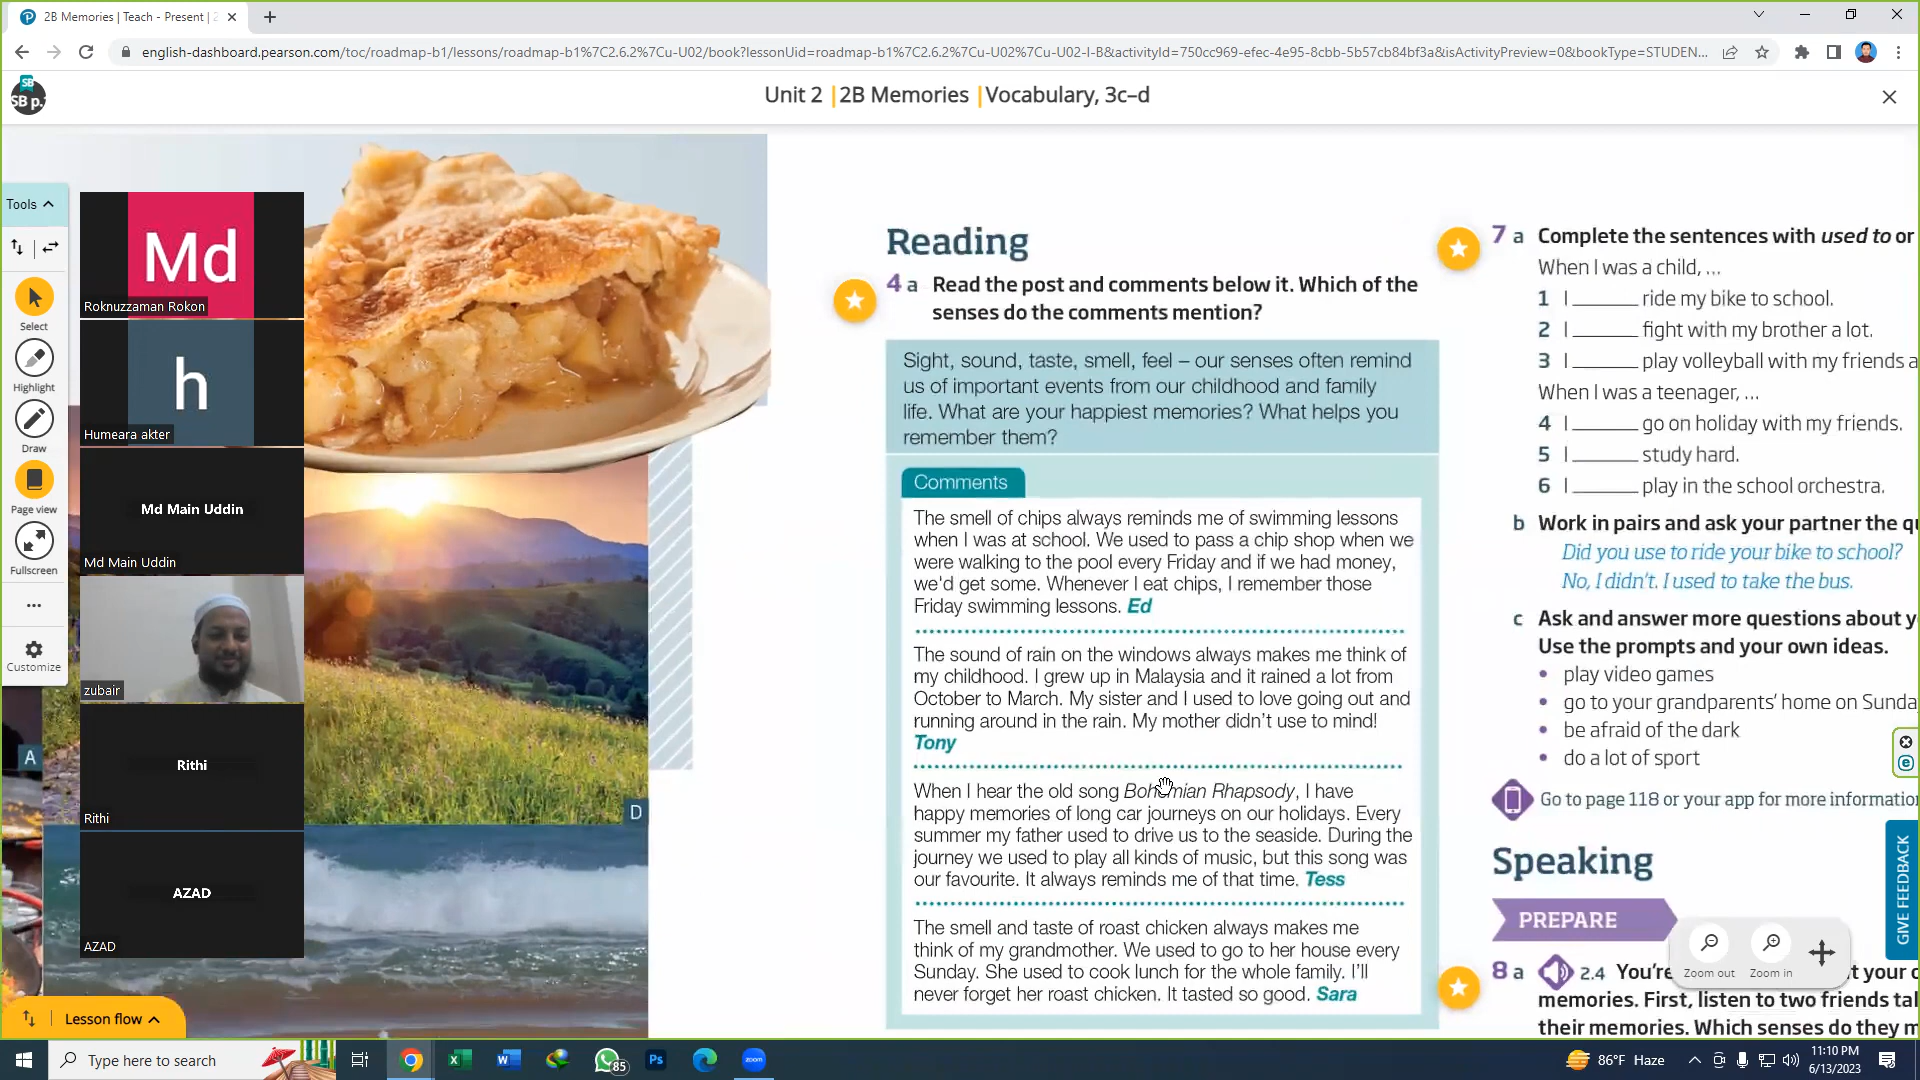 2B Memories | Teach - Present | 2
english-dashboard.pearson.com/toc/roadmap-b1/lessons/roadmap-b1%7C2.6.2%7Cu-U02/book?lessonUid=roadmap-b1%7C2.6.2%7Cu-U02%7Cu-U02-I-B&activityId=750cc969-efec-4e95-8cbb-5b57cb84bf3a&isActivityPreview=0&bookType=STUDEN...
SB
SB p.
Unit 2 | 2B Memories | Vocabulary, 3c–d
Tools
Select
Highlight
Draw
Page view
Fullscreen
Customize
Md
Roknuzzaman Rokon
h
Humeara akter
Md Main Uddin
Md Main Uddin
zubair
Rithi
Rithi
AZAD
AZAD
A
D
Lesson flow
Reading
4 a Read the post and comments below it. Which of the
senses do the comments mention?
Sight, sound, taste, smell, feel – our senses often remind
us of important events from our childhood and family
life. What are your happiest memories? What helps you
remember them?
Comments
The smell of chips always reminds me of swimming lessons
when I was at school. We used to pass a chip shop when we
were walking to the pool every Friday and if we had money,
we'd get some. Whenever I eat chips, I remember those
Friday swimming lessons. Ed
The sound of rain on the windows always makes me think of
my childhood. I grew up in Malaysia and it rained a lot from
October to March. My sister and I used to love going out and
running around in the rain. My mother didn't use to mind!
Tony
When I hear the old song Bohemian Rhapsody, I have
happy memories of long car journeys on our holidays. Every
summer my father used to drive us to the seaside. During the
journey we used to play all kinds of music, but this song was
our favourite. It always reminds me of that time. Tess
The smell and taste of roast chicken always makes me
think of my grandmother. We used to go to her house every
Sunday. She used to cook lunch for the whole family. I'll
never forget her roast chicken. It tasted so good. Sara
7 a Complete the sentences with used to or
When I was a child, ...
1 I ______ ride my bike to school.
2 I ______ fight with my brother a lot.
3 I ______ play volleyball with my friends a
When I was a teenager, ...
4 I ______ go on holiday with my friends.
5 I ______ study hard.
6 I ______ play in the school orchestra.
b Work in pairs and ask your partner the qu
Did you use to ride your bike to school?
No, I didn't. I used to take the bus.
c Ask and answer more questions about y
Use the prompts and your own ideas.
• play video games
• go to your grandparents' home on Sunda
• be afraid of the dark
• do a lot of sport
Go to page 118 or your app for more informatio
Speaking
PREPARE
8 a 2.4 You're t your c
memories. First, listen to two friends tal
their memories. Which senses do they m
Zoom out
Zoom in
GIVE FEEDBACK
Type here to search
85
Ps
zoom
86°F Haze
11:10 PM
6/13/2023